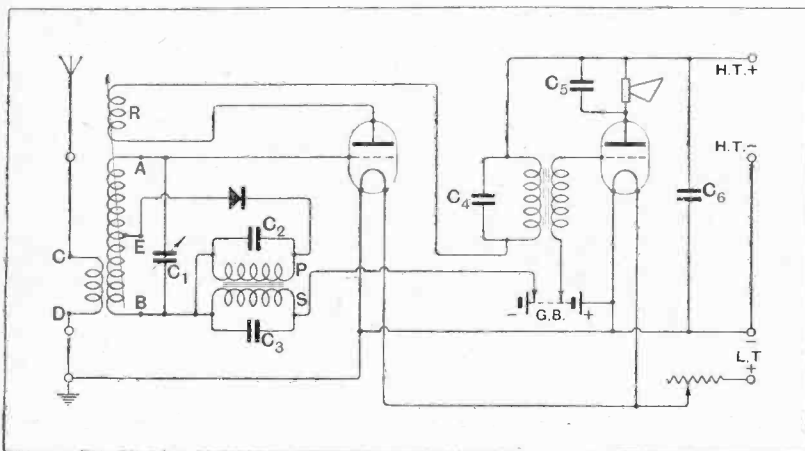 R
A
E
B
C
D
C1
C2
P
S
C3
C4
C5
C6
H.T.+
H.T.-
- G.B. +
-
L.T
+